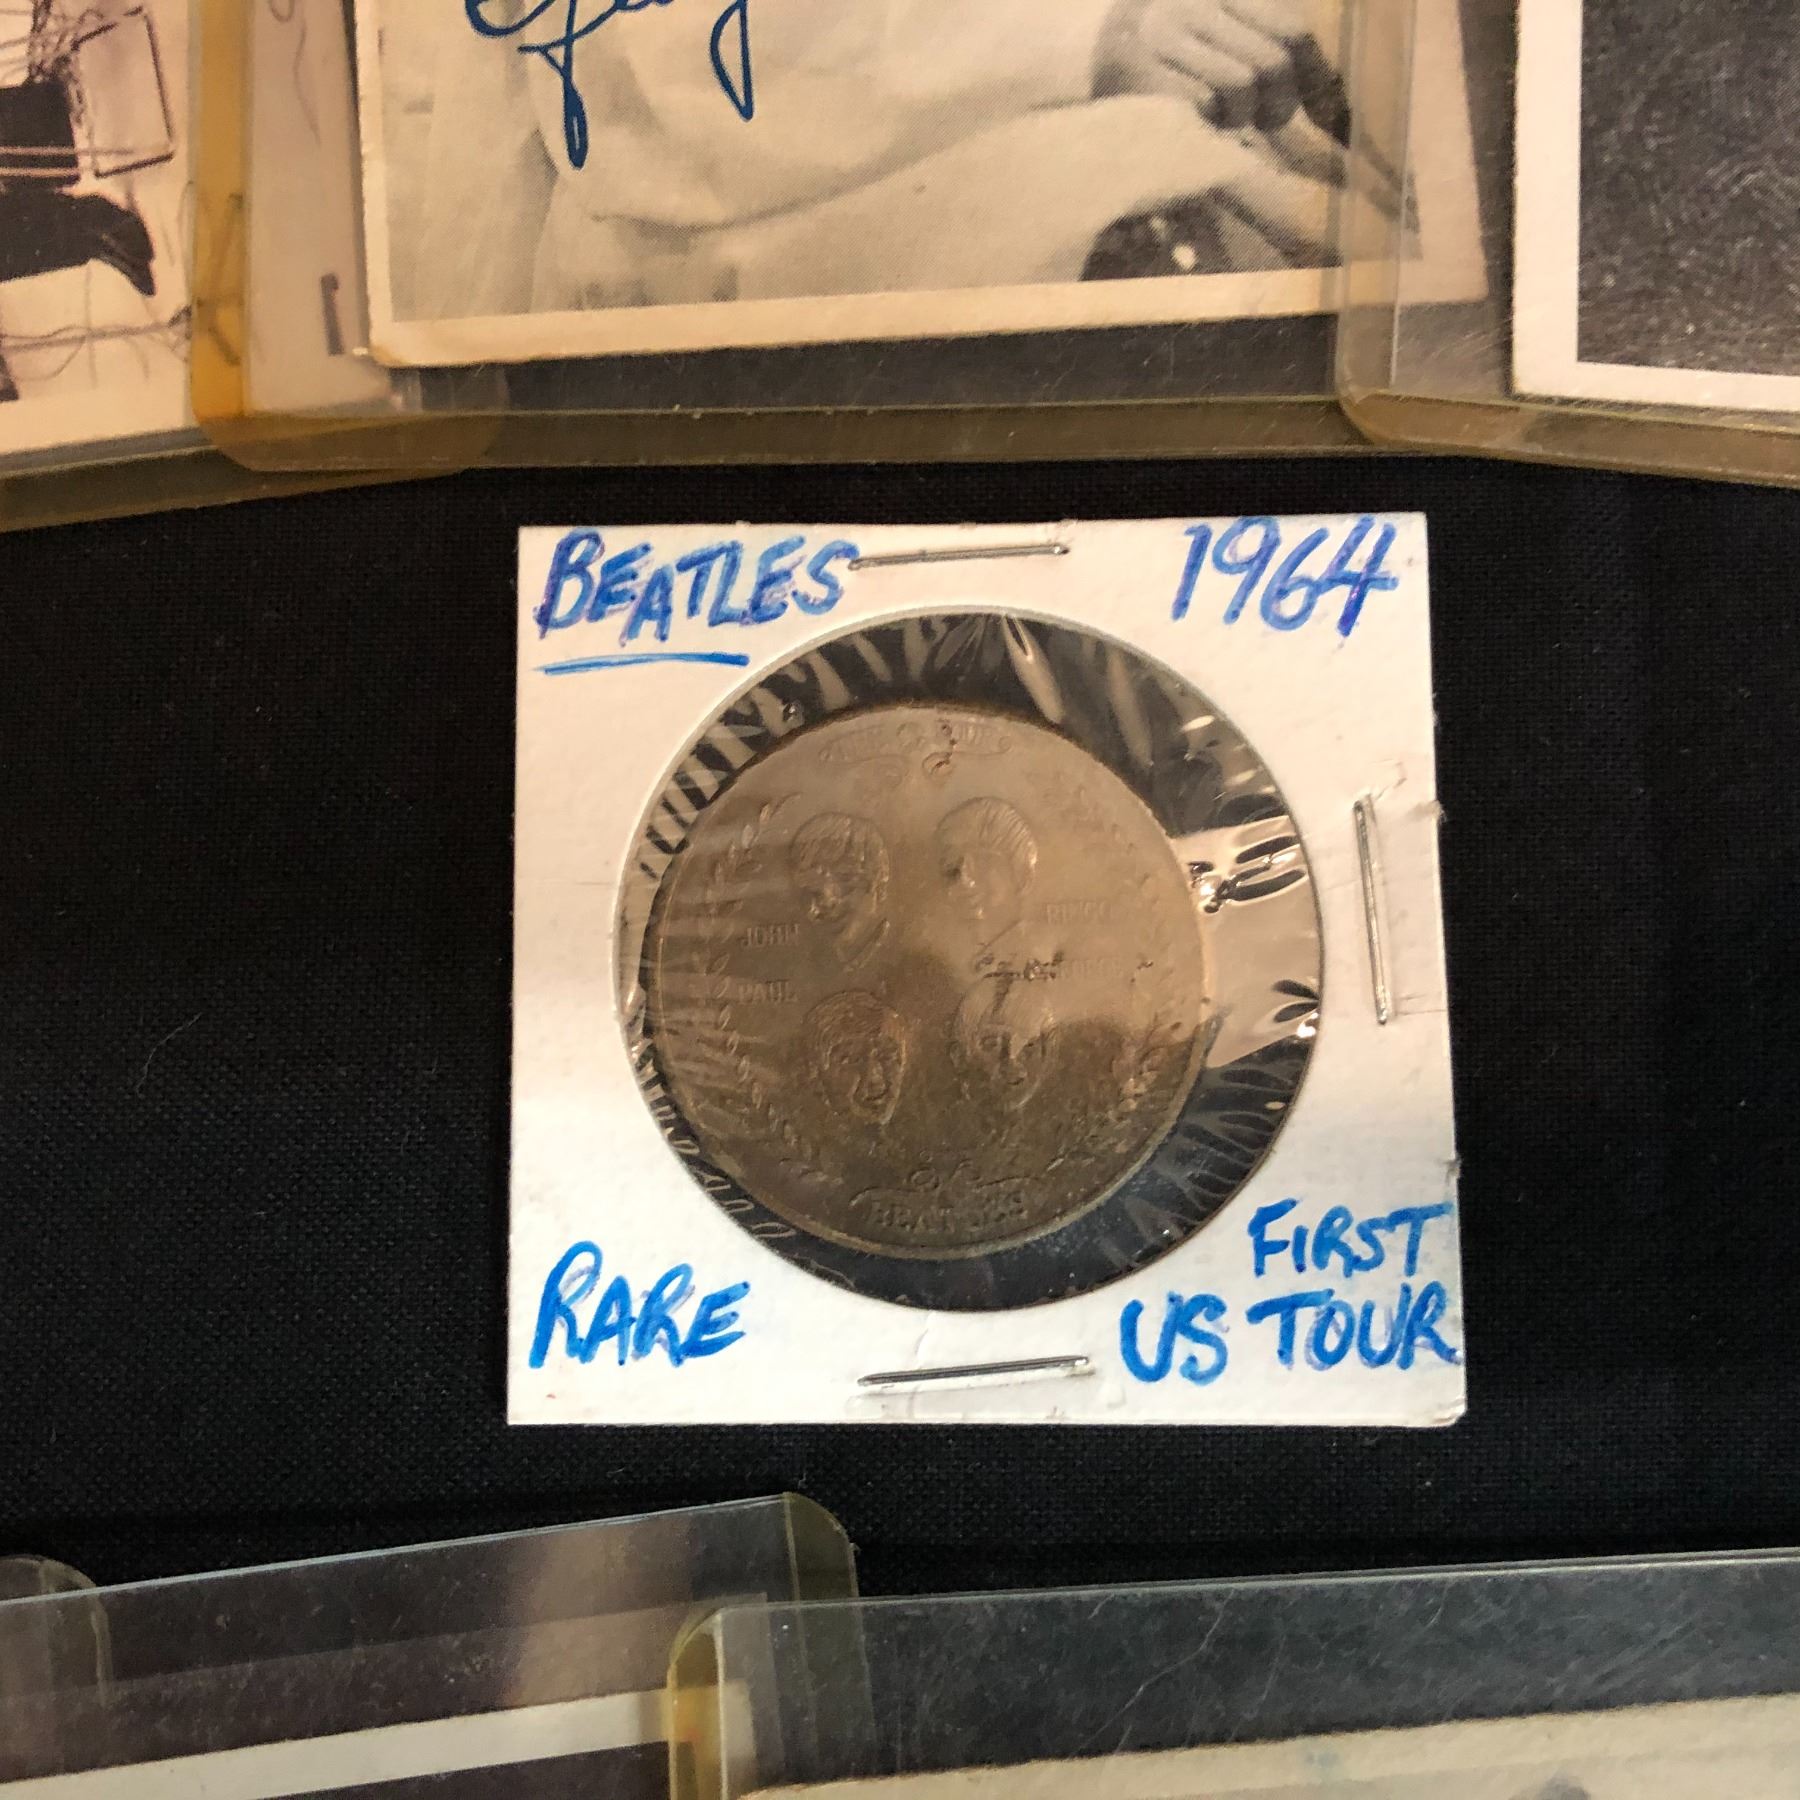 BEATLES 1964
JOHN
PAUL
RINGO
BEATLES
RARE
FIRST
US TOUR